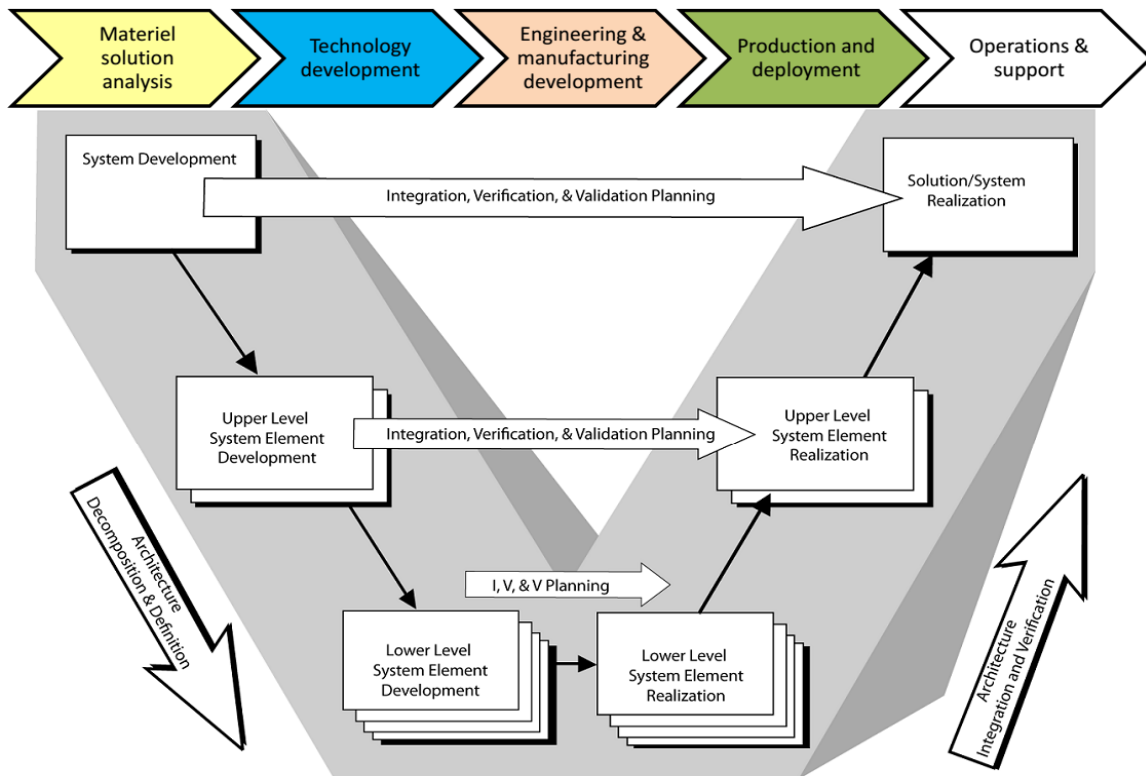 Materiel
solution
analysis
Technology
development
Engineering &
manufacturing
development
Production and
deployment
Operations &
support
System Development
Integration, Verification, & Validation Planning
Solution/System
Realization
Upper Level
System Element
Development
Integration, Verification, & Validation Planning
Upper Level
System Element
Realization
Architecture
Decomposition & Definition
I, V, & V Planning
Lower Level
System Element
Development
Lower Level
System Element
Realization
Architecture
Integration and Verification